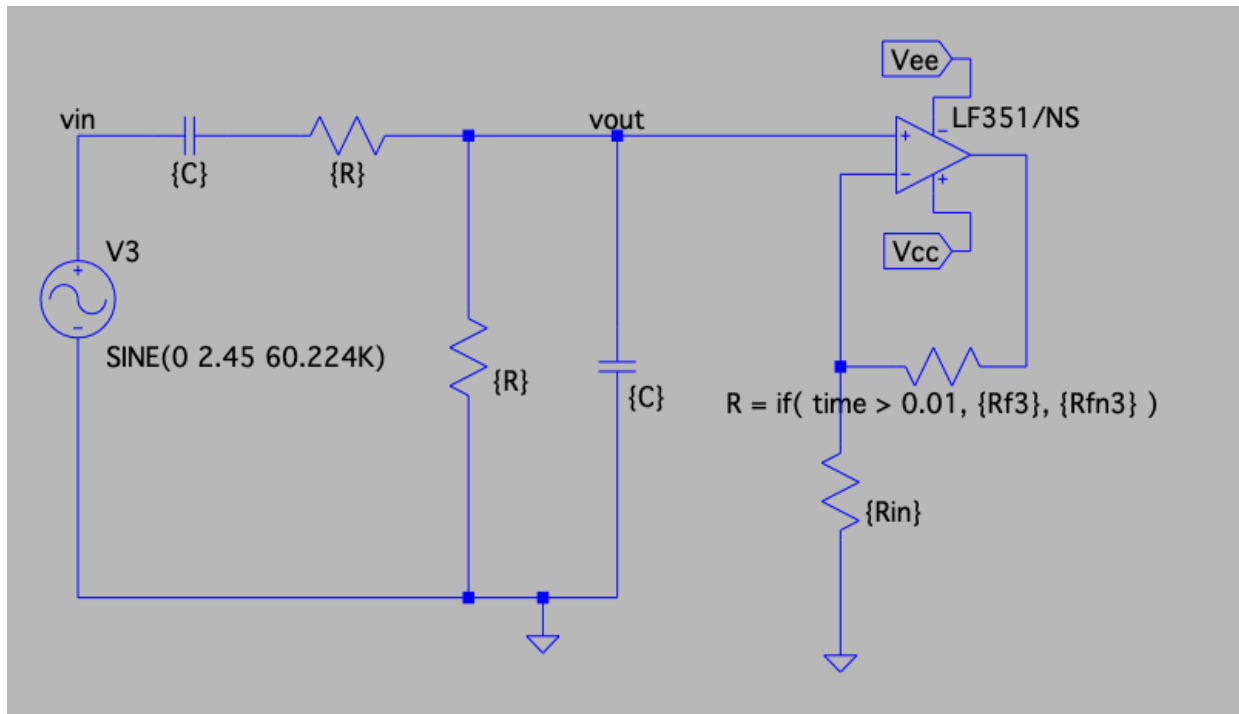 Vee
LF351/NS
vin
vout
{C}
{R}
+
-
+
-
Vcc
V3
+
-
SINE(0 2.45 60.224K)
{R}
{C}
R = if( time > 0.01, {Rf3}, {Rfn3} )
{Rin}